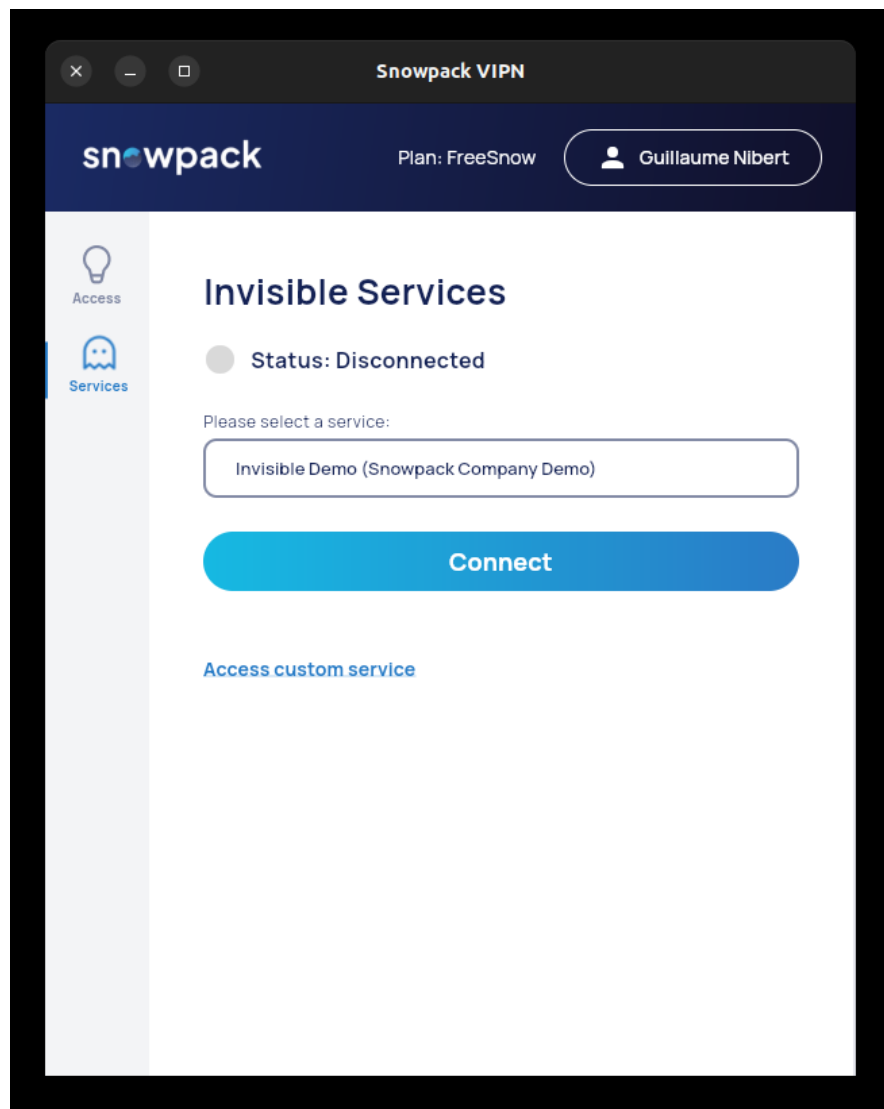 Snowpack VIPN
snowpack
Plan: FreeSnow
Guillaume Nibert
Access
Services
Invisible Services
Status: Disconnected
Please select a service:
Invisible Demo (Snowpack Company Demo)
Connect
Access custom service